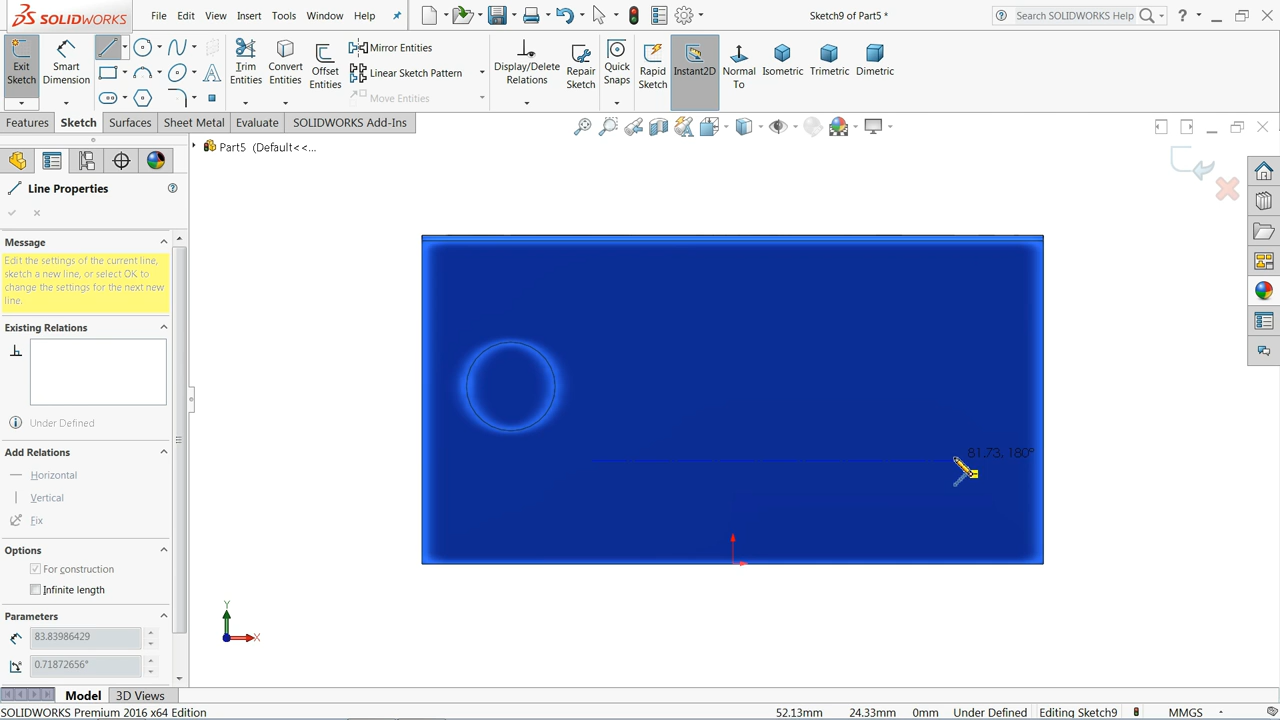 SOLIDWORKS
File
Edit
View
Insert
Tools
Window
Help
Sketch9 of Part5 *
Search SOLIDWORKS Help
Exit Sketch
Smart Dimension
Trim Entities
Convert Entities
Offset Entities
Mirror Entities
Linear Sketch Pattern
Move Entities
Display/Delete Relations
Repair Sketch
Quick Snaps
Rapid Sketch
Instant2D
Normal To
Isometric
Trimetric
Dimetric
Features
Sketch
Surfaces
Sheet Metal
Evaluate
SOLIDWORKS Add-Ins
Part5 (Default<<...
Line Properties
Message
Edit the settings of the current line,
sketch a new line, or select OK to
change the settings for the next new
line.
Existing Relations
Under Defined
Add Relations
Horizontal
Vertical
Fix
Options
For construction
Infinite length
Parameters
83.83986429
0.71872656°
81.73, 180°
Y
X
Model
3D Views
SOLIDWORKS Premium 2016 x64 Edition
52.13mm
24.33mm
0mm
Under Defined
Editing Sketch9
MMGS